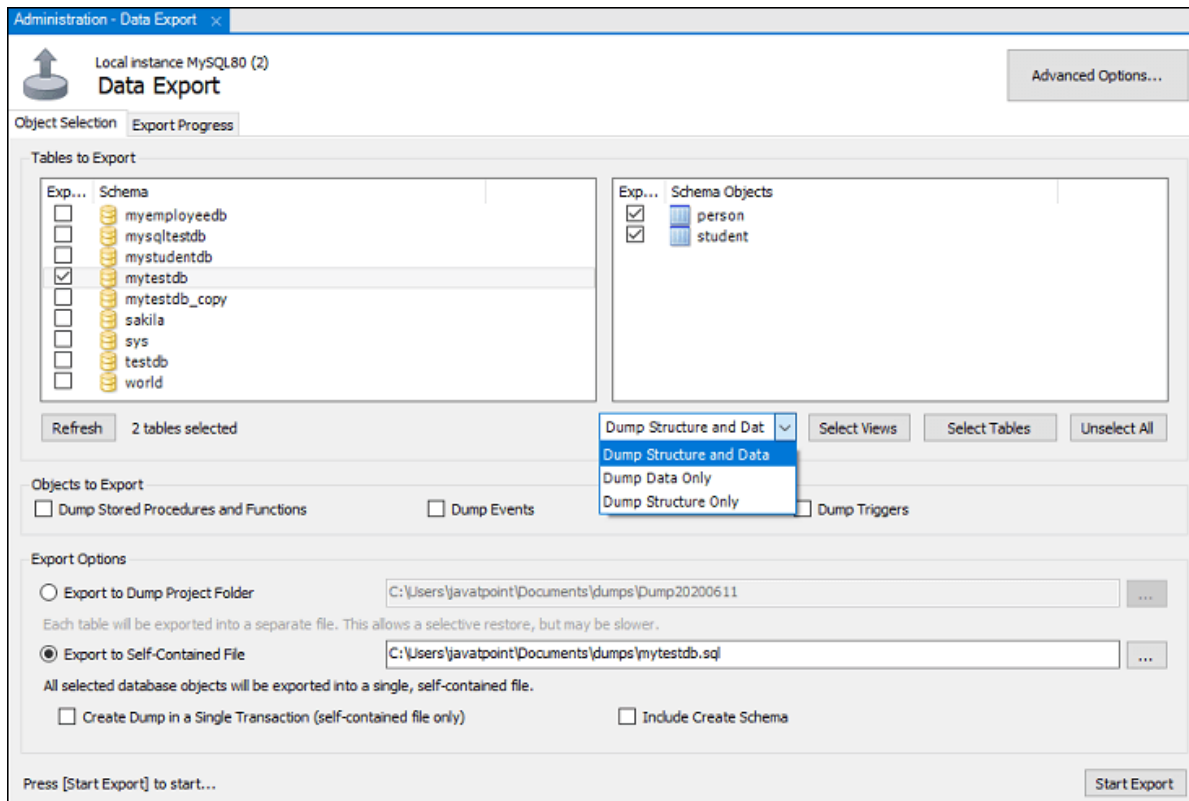 Administration - Data Export ×
Local instance MySQL80 (2)
Data Export
Advanced Options...
Object Selection Export Progress
Tables to Export
Exp... Schema
myemployeedb
mysqltestdb
mystudentdb
mytestdb
mytestdb_copy
sakila
sys
testdb
world
Exp... Schema Objects
person
student
Refresh 2 tables selected Dump Structure and Dat Select Views Select Tables Unselect All
Dump Structure and Data
Dump Data Only
Dump Structure Only
Objects to Export
Dump Stored Procedures and Functions Dump Events Dump Triggers
Export Options
Export to Dump Project Folder C:\Users\javatpoint\Documents\dumps\Dump20200611 ...
Each table will be exported into a separate file. This allows a selective restore, but may be slower.
Export to Self-Contained File C:\Users\javatpoint\Documents\dumps\mytestdb.sql ...
All selected database objects will be exported into a single, self-contained file.
Create Dump in a Single Transaction (self-contained file only) Include Create Schema
Press [Start Export] to start... Start Export